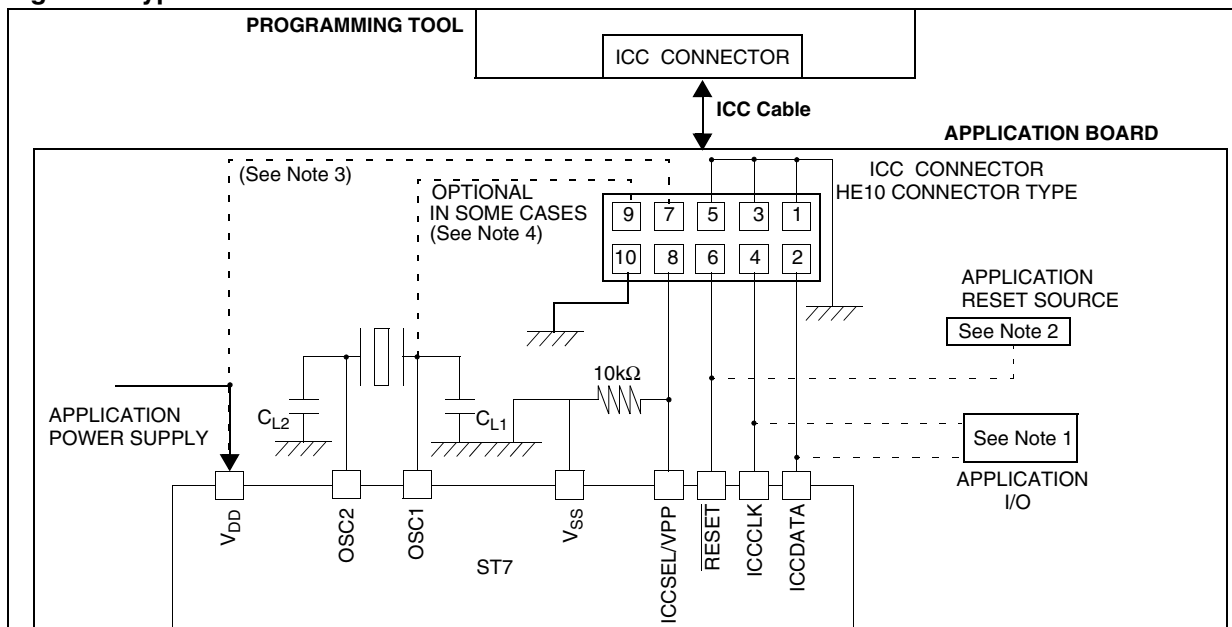 PROGRAMMING TOOL
ICC CONNECTOR
ICC Cable
APPLICATION BOARD
(See Note 3)
OPTIONAL
IN SOME CASES
(See Note 4)
ICC CONNECTOR
HE10 CONNECTOR TYPE
9 7 5 3 1
10 8 6 4 2
APPLICATION
RESET SOURCE
See Note 2
10kΩ
APPLICATION
POWER SUPPLY
CL2
CL1
See Note 1
APPLICATION
I/O
VDD
OSC2
OSC1
VSS
ICCSEL/VPP
RESET
ICCCLK
ICCDATA
ST7